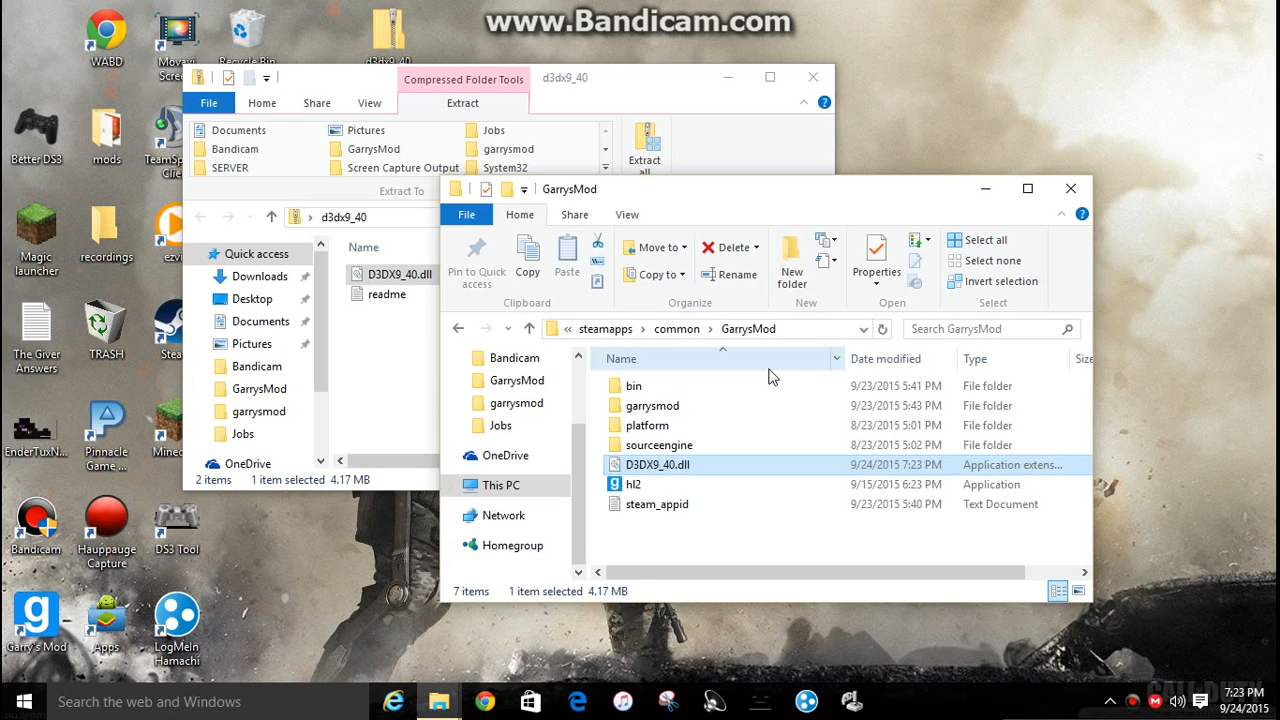 www.Bandicam.com
WABD
Movavi
Scree...
Recycle Bin
d3dx9_40
Better DS3
mods
TeamSp...
Clie...
Magic
launcher
recordings
ezvi...
The Giver
Answers
TRASH
Stea...
EnderTuxN...
Pinnacle
Game ...
Minec...
Bandicam
Hauppauge
Capture
DS3 Tool
Garry's Mod
Apps
LogMeIn
Hamachi
Compressed Folder Tools
d3dx9_40
File
Home
Share
View
Extract
Documents
Pictures
Jobs
Bandicam
GarrysMod
garrysmod
SERVER
Screen Capture Output
System32
Extract
all
Extract To
d3dx9_40
Quick access
Downloads
Desktop
Documents
Pictures
Bandicam
GarrysMod
garrysmod
Jobs
OneDrive
Name
D3DX9_40.dll
readme
2 items
1 item selected 4.17 MB
GarrysMod
File
Home
Share
View
Pin to Quick
access
Copy
Paste
Clipboard
Move to
Copy to
Delete
Rename
Organize
New
folder
New
Properties
Open
Select all
Select none
Invert selection
Select
« steamapps > common > GarrysMod
Search GarrysMod
Bandicam
GarrysMod
garrysmod
Jobs
OneDrive
This PC
Network
Homegroup
Name
Date modified
Type
Size
bin 9/23/2015 5:41 PM File folder
garrysmod 9/23/2015 5:43 PM File folder
platform 8/23/2015 5:01 PM File folder
sourceengine 8/23/2015 5:02 PM File folder
D3DX9_40.dll 9/24/2015 7:23 PM Application extens...
hl2 9/15/2015 6:23 PM Application
steam_appid 9/23/2015 5:40 PM Text Document
7 items
1 item selected 4.17 MB
Search the web and Windows
7:23 PM
9/24/2015